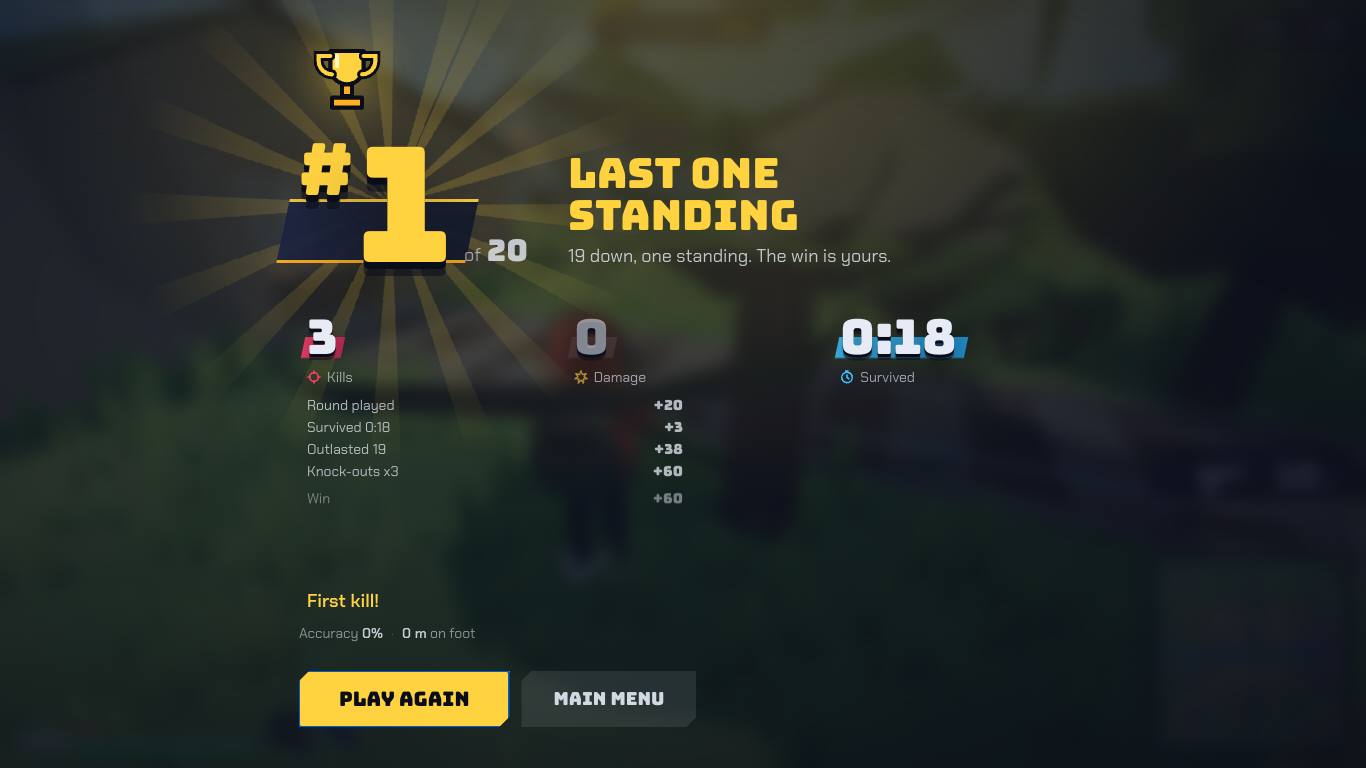 #1
of 20
LAST ONE
STANDING
19 down, one standing. The win is yours.
3
Kills
0
Damage
0:18
Survived
Round played +20
Survived 0:18 +3
Outlasted 19 +38
Knock-outs x3 +60
Win +60
First kill!
Accuracy 0% · 0 m on foot
PLAY AGAIN
MAIN MENU